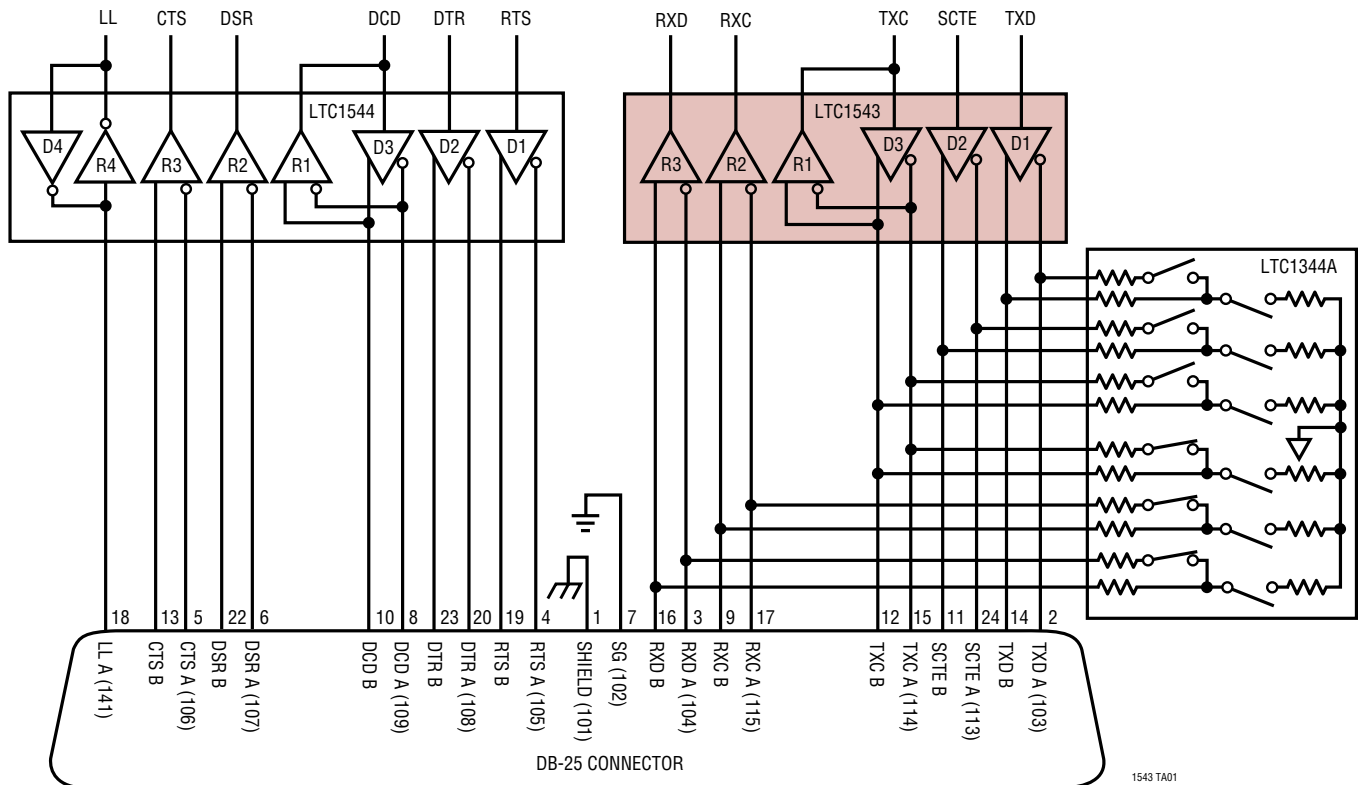 LL CTS DSR DCD DTR RTS RXD RXC TXC SCTE TXD
LTC1544 LTC1543
D4 R4 R3 R2 R1 D3 D2 D1 R3 R2 R1 D3 D2 D1
LTC1344A
18 13 5 22 6 10 8 23 20 19 4 1 7 16 3 9 17 12 15 11 24 14 2
LL A (141)
CTS B
CTS A (106)
DSR B
DSR A (107)
DCD B
DCD A (109)
DTR B
DTR A (108)
RTS B
RTS A (105)
SHIELD (101)
SG (102)
RXD B
RXD A (104)
RXC B
RXC A (115)
TXC B
TXC A (114)
SCTE B
SCTE A (113)
TXD B
TXD A (103)
DB-25 CONNECTOR
1543 TA01